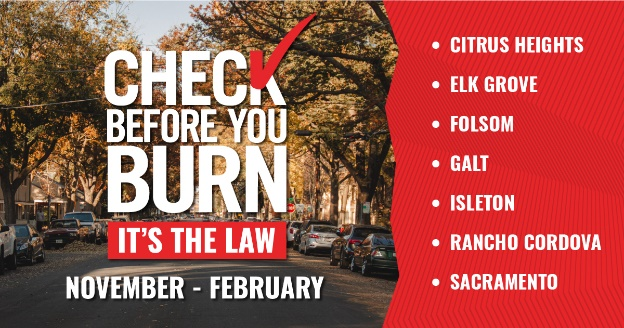 CHECK
BEFORE YOU
BURN
IT'S THE LAW
NOVEMBER - FEBRUARY
• CITRUS HEIGHTS
• ELK GROVE
• FOLSOM
• GALT
• ISLETON
• RANCHO CORDOVA
• SACRAMENTO